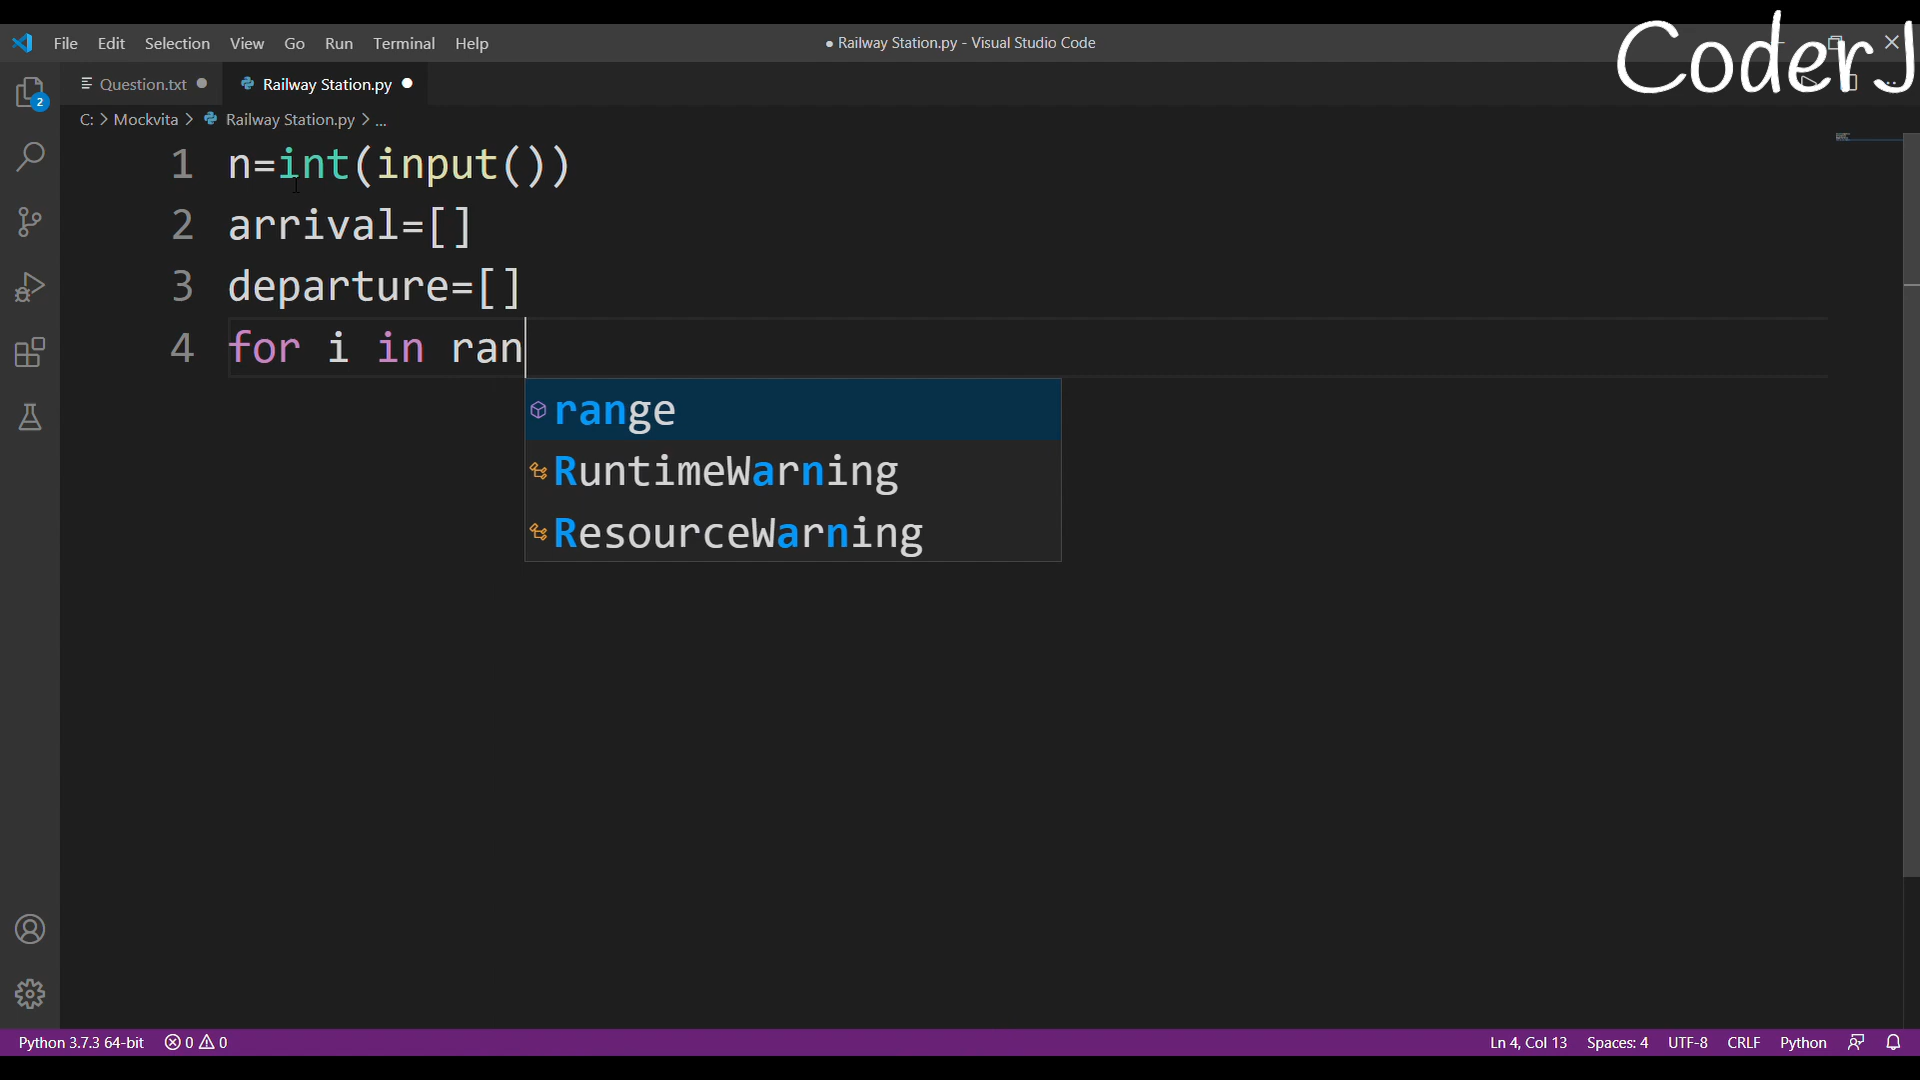 CoderJ
File Edit Selection View Go Run Terminal Help
● Railway Station.py - Visual Studio Code
Question.txt ● Railway Station.py ●
C: > Mockvita > Railway Station.py > ...
2
1 n=int(input())
2 arrival=[]
3 departure=[]
4 for i in ran
range
RuntimeWarning
ResourceWarning
Python 3.7.3 64-bit 0 0 Ln 4, Col 13 Spaces: 4 UTF-8 CRLF Python